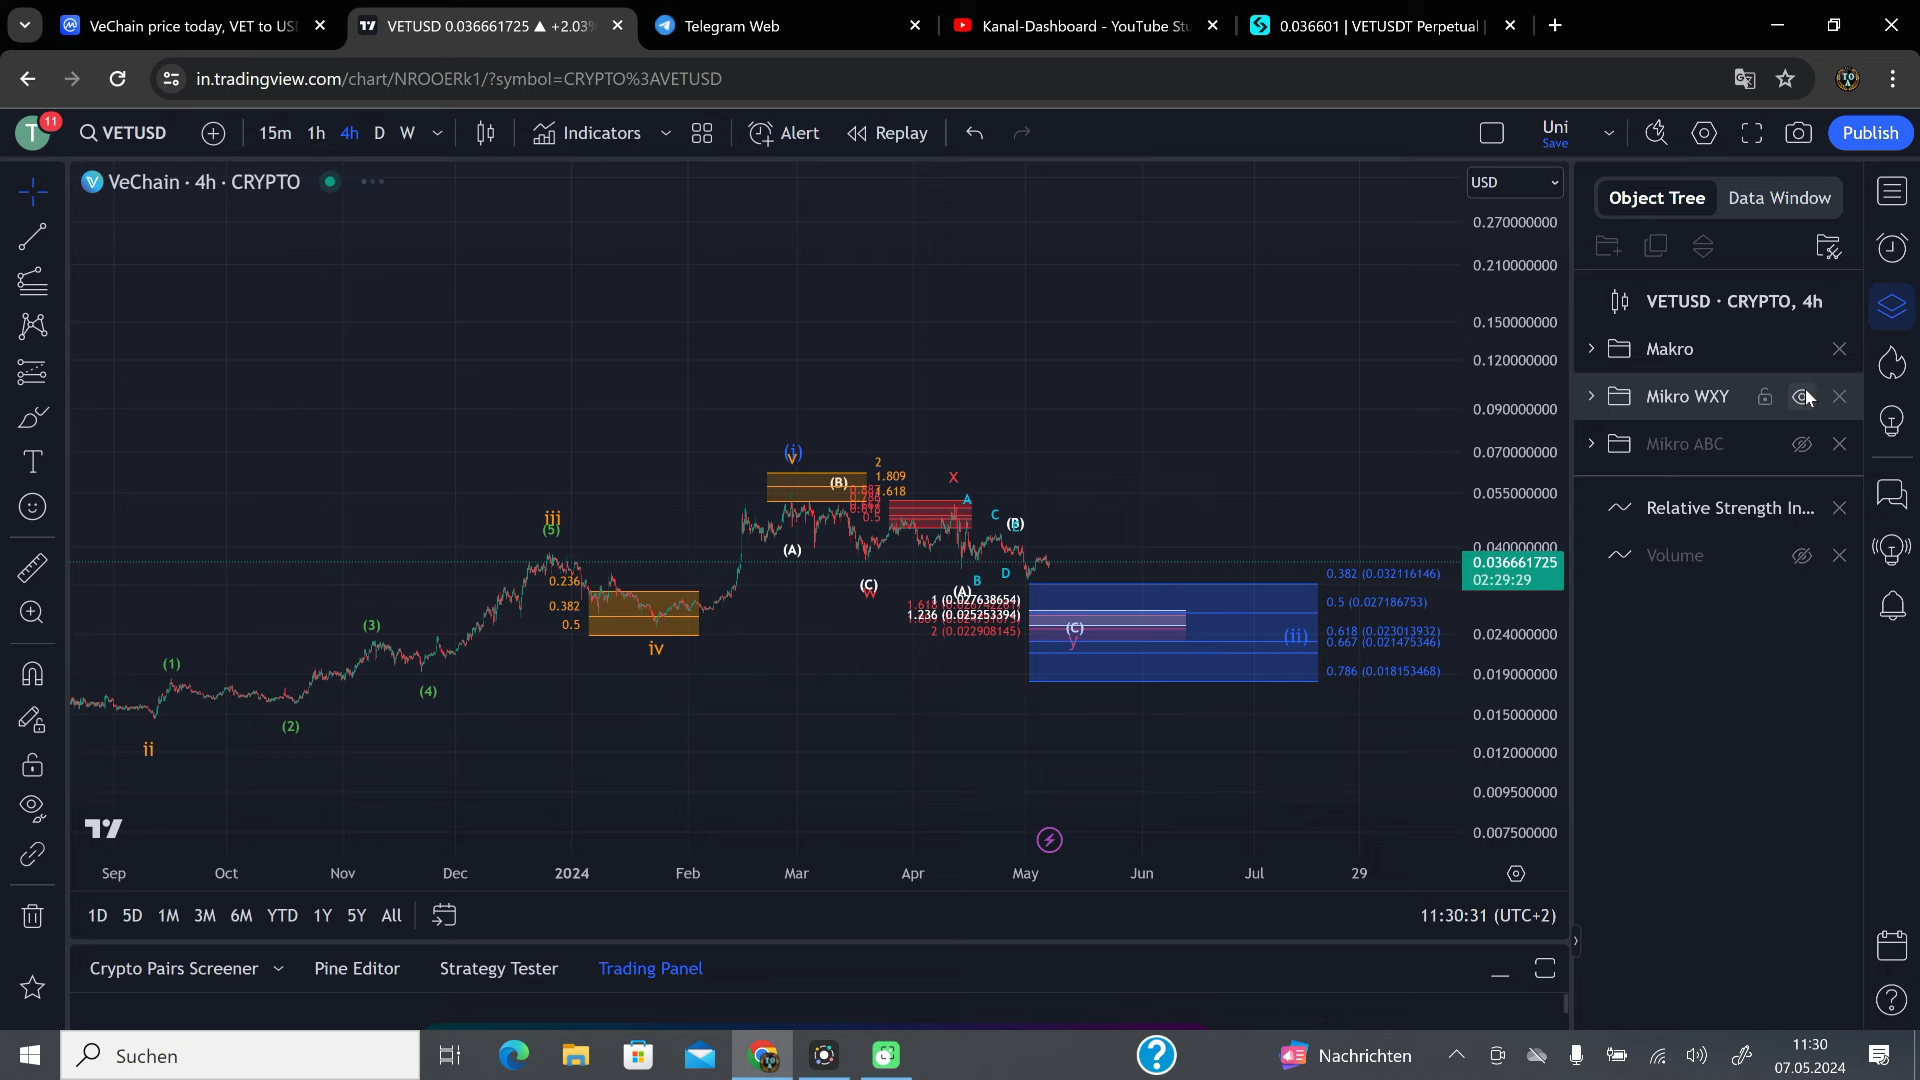 VeChain price today, VET to US
VETUSD 0.036661725 ▲ +2.03%
Telegram Web
Kanal-Dashboard - YouTube Stu
0.036601 | VETUSDT Perpetual |
in.tradingview.com/chart/NROOERk1/?symbol=CRYPTO%3AVETUSD
T 11
VETUSD
15m 1h 4h D W
Indicators
Alert
Replay
Uni
Save
Publish
VeChain · 4h · CRYPTO
USD
0.270000000
0.210000000
0.150000000
0.120000000
0.090000000
0.070000000
0.055000000
0.040000000
0.036661725
02:29:29
0.024000000
0.019000000
0.015000000
0.012000000
0.009500000
0.007500000
(i)
v
2
1.809
1.618
(B)
0.887
0.5
X
A
C
(B)
iii
(5)
(A)
0.236
0.382
0.5
(C)
W
(A)
B
D
1 (0.027638654)
1.236 (0.025253394)
2 (0.022908145)
(C)
y
(ii)
0.382 (0.032116146)
0.5 (0.027186753)
0.618 (0.023013932)
0.667 (0.021475346)
0.786 (0.018153468)
(3)
iv
(1)
(4)
(2)
ii
Sep Oct Nov Dec 2024 Feb Mar Apr May Jun Jul 29
1D 5D 1M 3M 6M YTD 1Y 5Y All
11:30:31 (UTC+2)
Crypto Pairs Screener
Pine Editor
Strategy Tester
Trading Panel
Object Tree
Data Window
VETUSD · CRYPTO, 4h
Makro
Mikro WXY
Mikro ABC
Relative Strength In...
Volume
Suchen
Nachrichten
11:30
07.05.2024